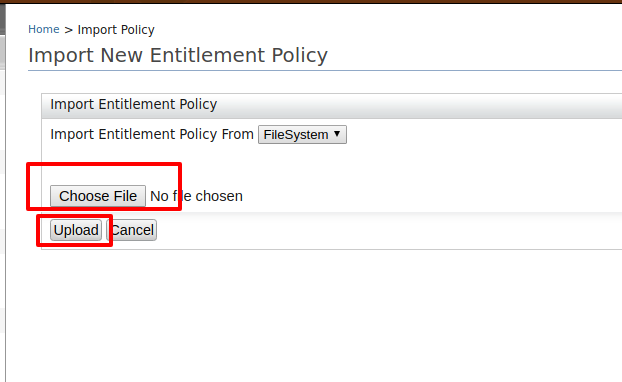 Home > Import Policy
Import New Entitlement Policy
Import Entitlement Policy
Import Entitlement Policy From FileSystem ▼
Choose File No file chosen
Upload Cancel